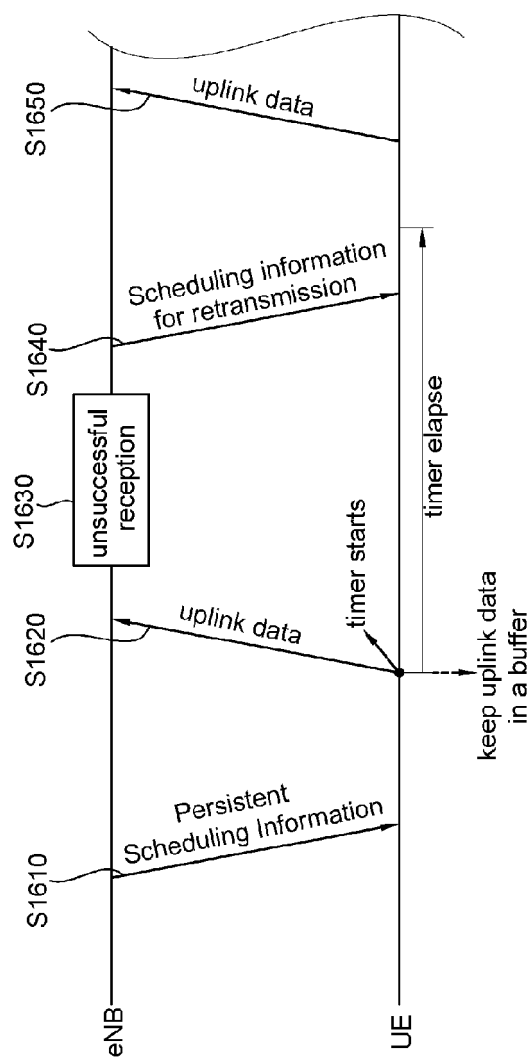 S1610
S1620
S1630
S1640
S1650
eNB
unsuccessful
reception
Persistent
Scheduling Information
uplink data
Scheduling information
for retransmission
uplink data
timer starts
timer elapse
UE
keep uplink data
in a buffer